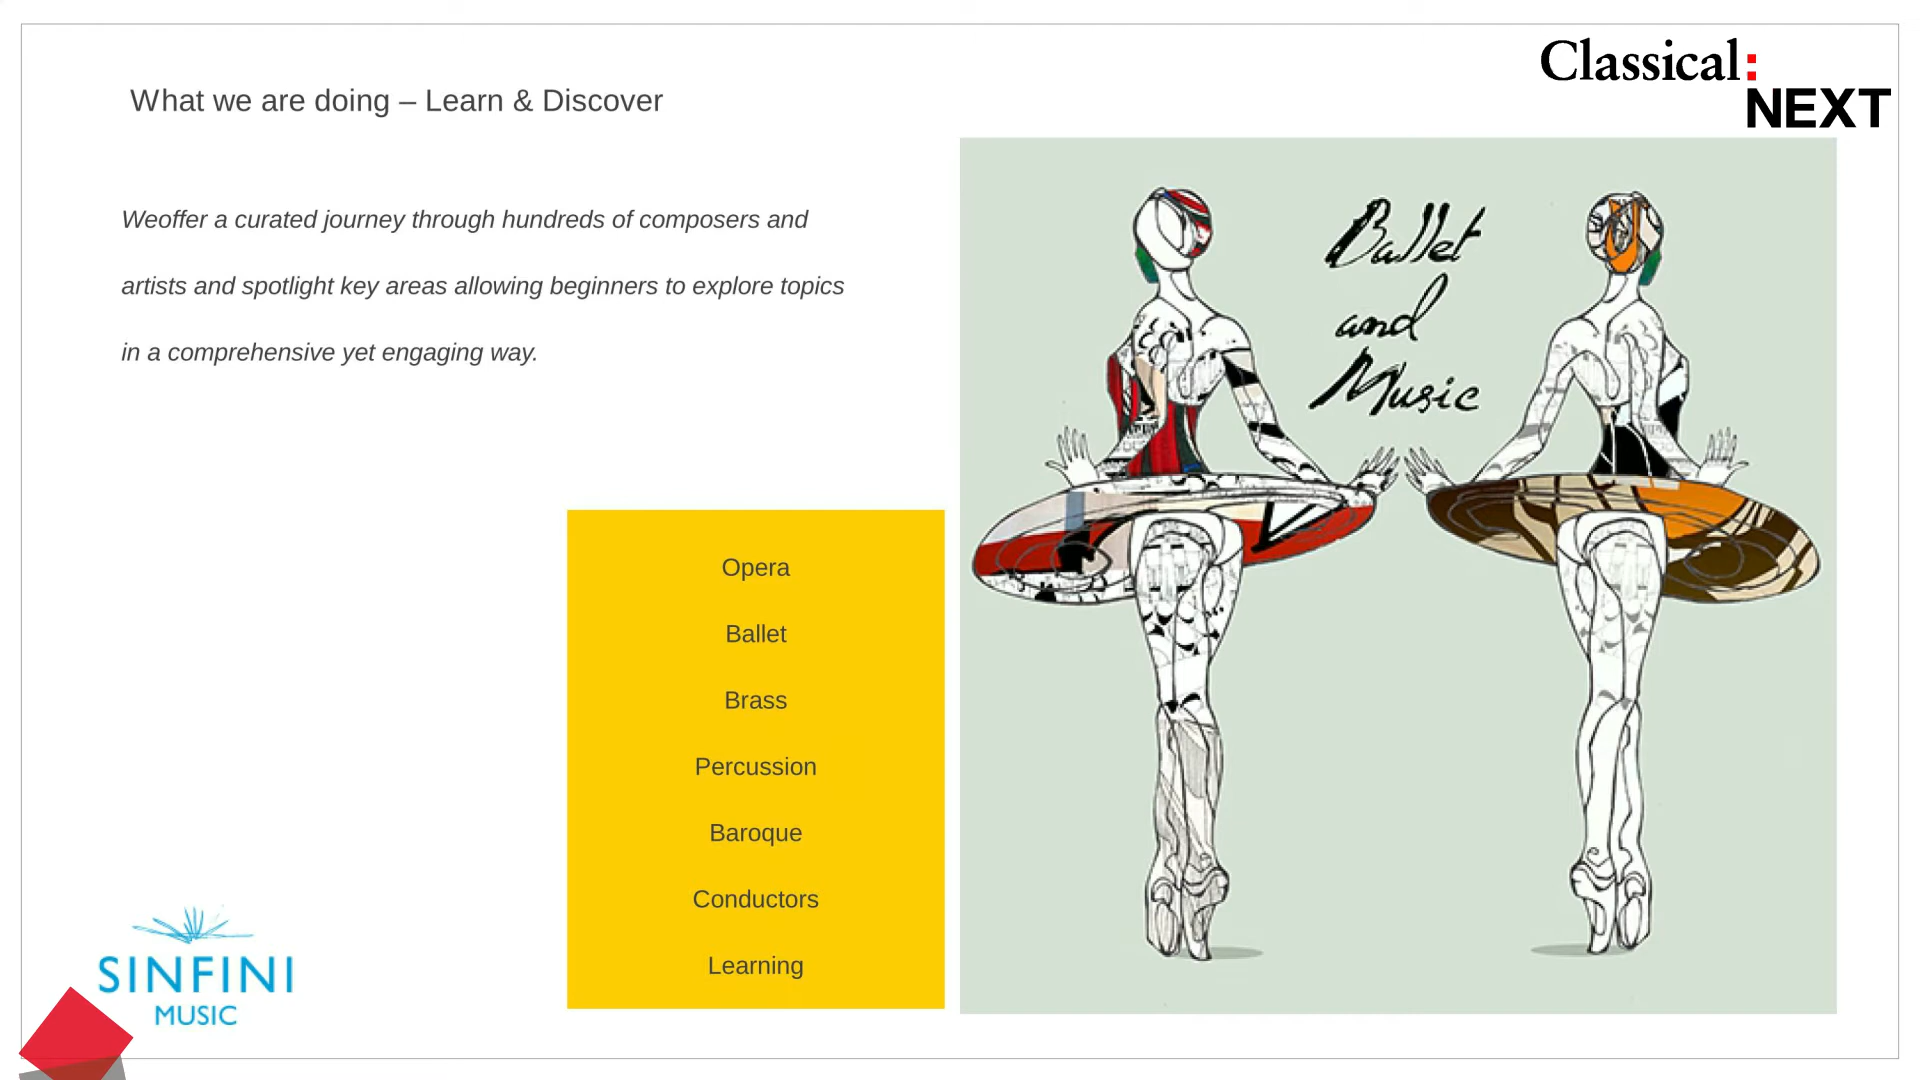 Classical:
NEXT
What we are doing – Learn & Discover
Weoffer a curated journey through hundreds of composers and
artists and spotlight key areas allowing beginners to explore topics
in a comprehensive yet engaging way.
Ballet
and
Music
Opera
Ballet
Brass
Percussion
Baroque
Conductors
Learning
SINFINI
MUSIC